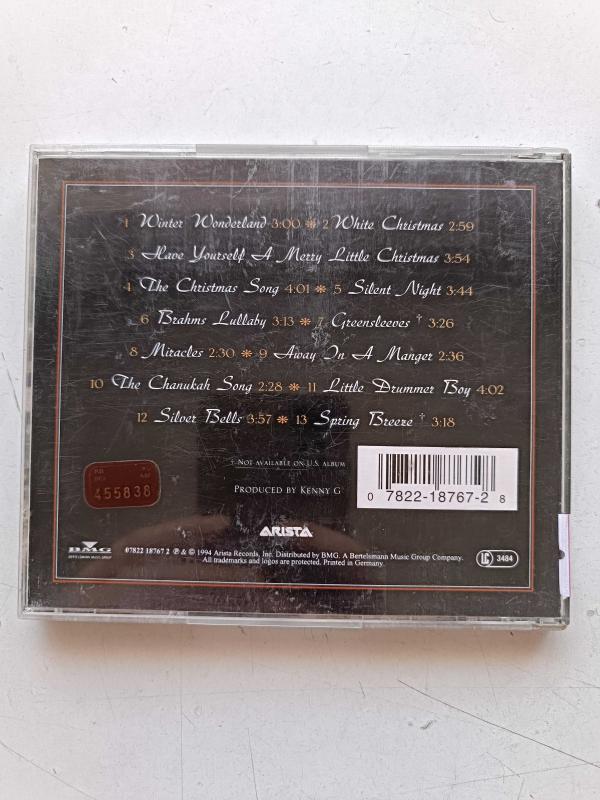 1 Winter Wonderland 3:00 ❋ 2 White Christmas 2:59
3 Have Yourself A Merry Little Christmas 3:54
4 The Christmas Song 4:01 ❋ 5 Silent Night 3:44
6 Brahms Lullaby 3:13 ❋ 7 Greensleeves † 3:26
8 Miracles 2:30 ❋ 9 Away In A Manger 2:36
10 The Chanukah Song 2:28 ❋ 11 Little Drummer Boy 4:02
12 Silver Bells 3:57 ❋ 13 Spring Breeze † 3:18
† NOT AVAILABLE ON U.S. ALBUM
PRODUCED BY KENNY G
455838
0 7822-18767-2 8
ARISTA
BMG
BERTELSMANN MUSIC GROUP
07822 18767 2 ℗ & © 1994 Arista Records, Inc. Distributed by BMG. A Bertelsmann Music Group Company.
All trademarks and logos are protected. Printed in Germany.
LC 3484